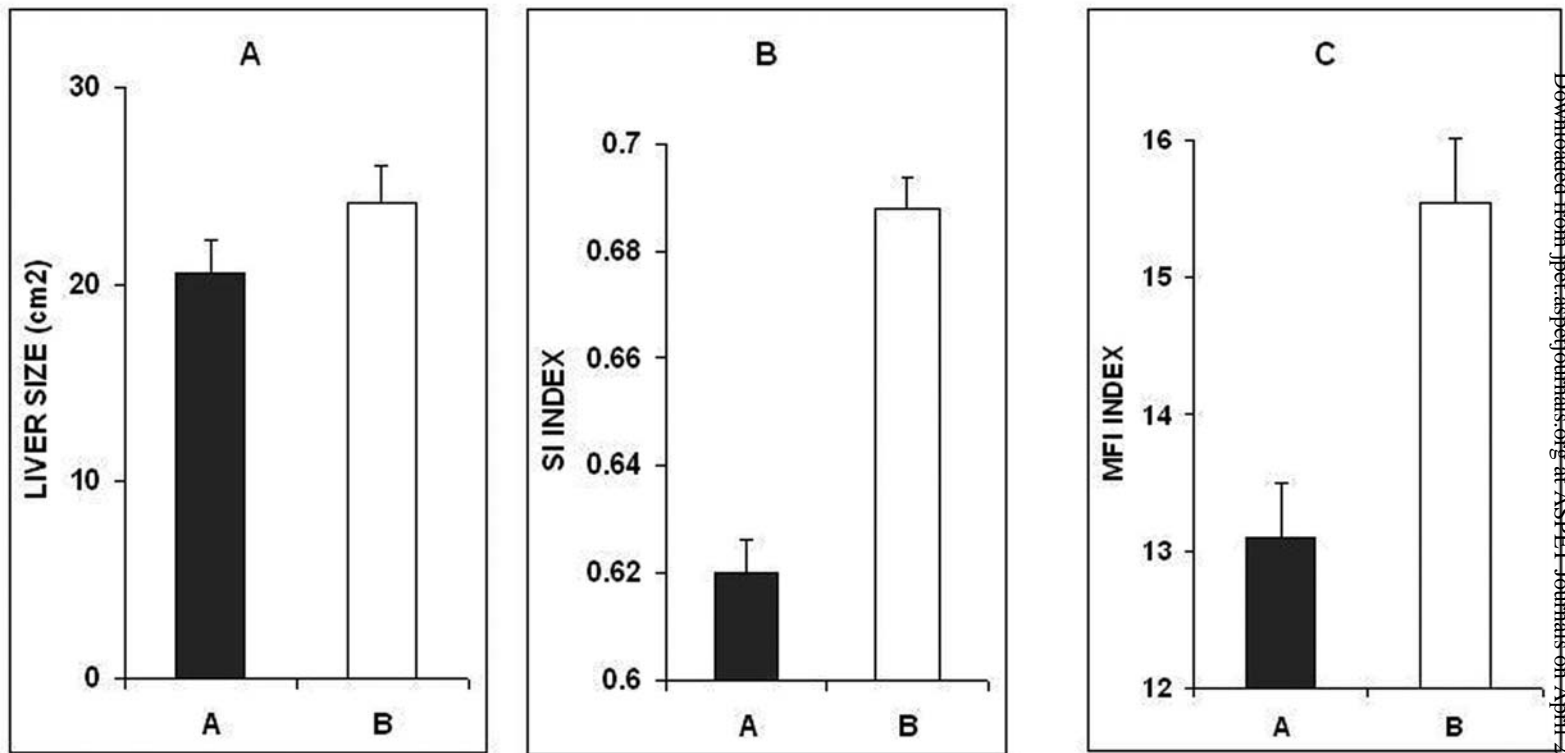 A
30
20
10
0
LIVER SIZE (cm2)
A B
B
0.7
0.68
0.66
0.64
0.62
0.6
SI INDEX
A B
C
16
15
14
13
12
MFI INDEX
A B
Downloaded from jpet.aspetjournals.org at ASPET Journals on April 2